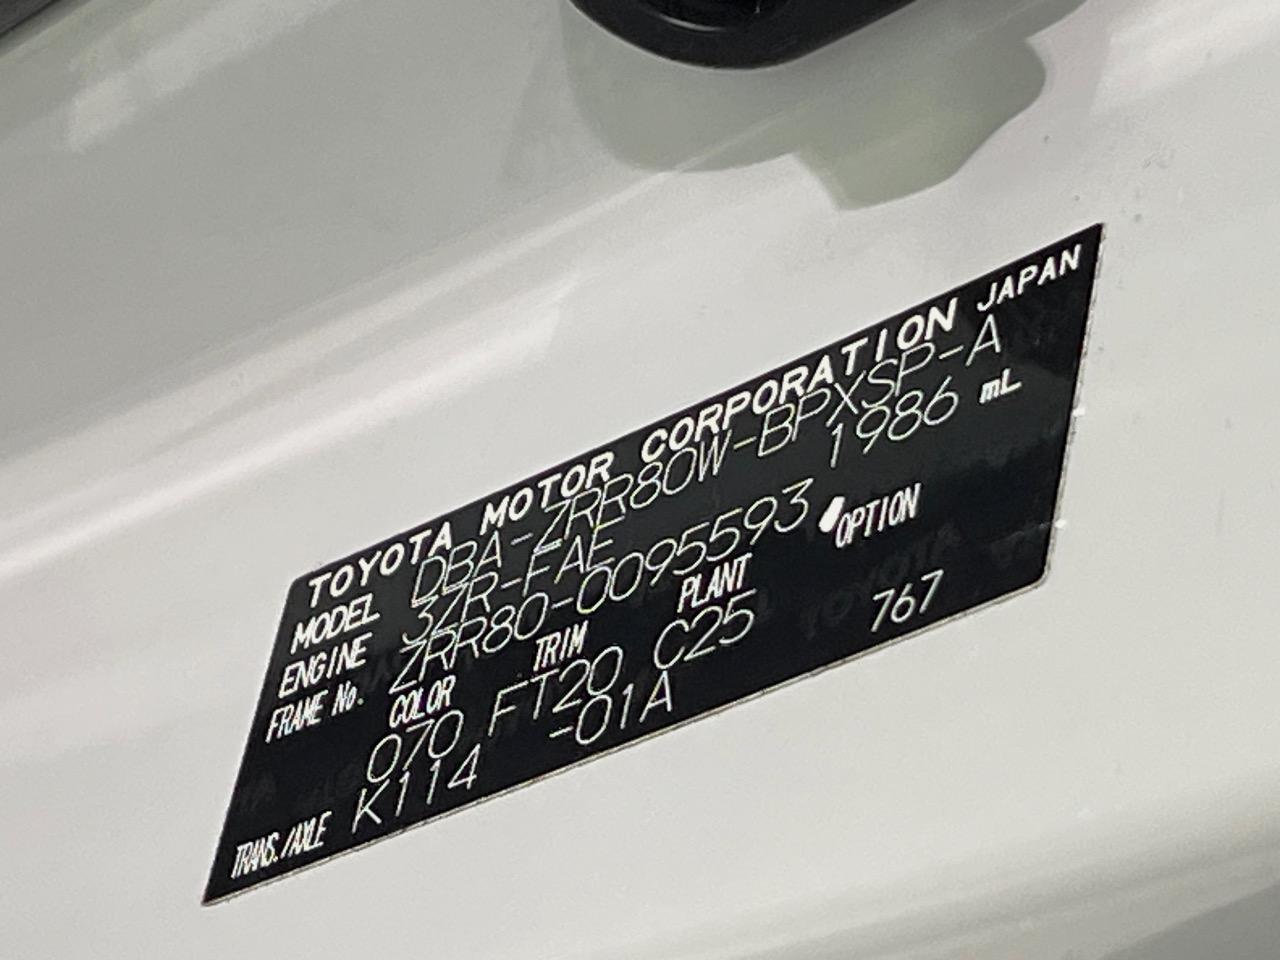 TOYOTA MOTOR CORPORATION JAPAN
MODEL DBA-ZRR80W-BPXSP-A
ENGINE 3ZR-FAE 1986 mL
FRAME No. ZRR80-0095593
COLOR TRIM PLANT OPTION
070 FT20 C25 767
TRANS./AXLE K114 -01A